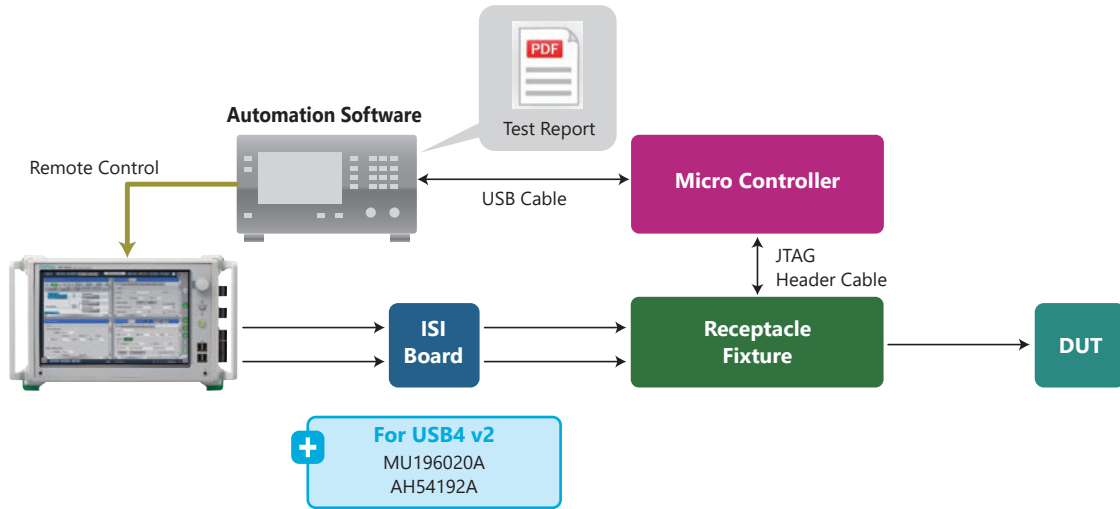 PDF
Test Report
Automation Software
Remote Control
USB Cable
Micro Controller
JTAG
Header Cable
ISI
Board
Receptacle
Fixture
DUT
For USB4 v2
MU196020A
AH54192A